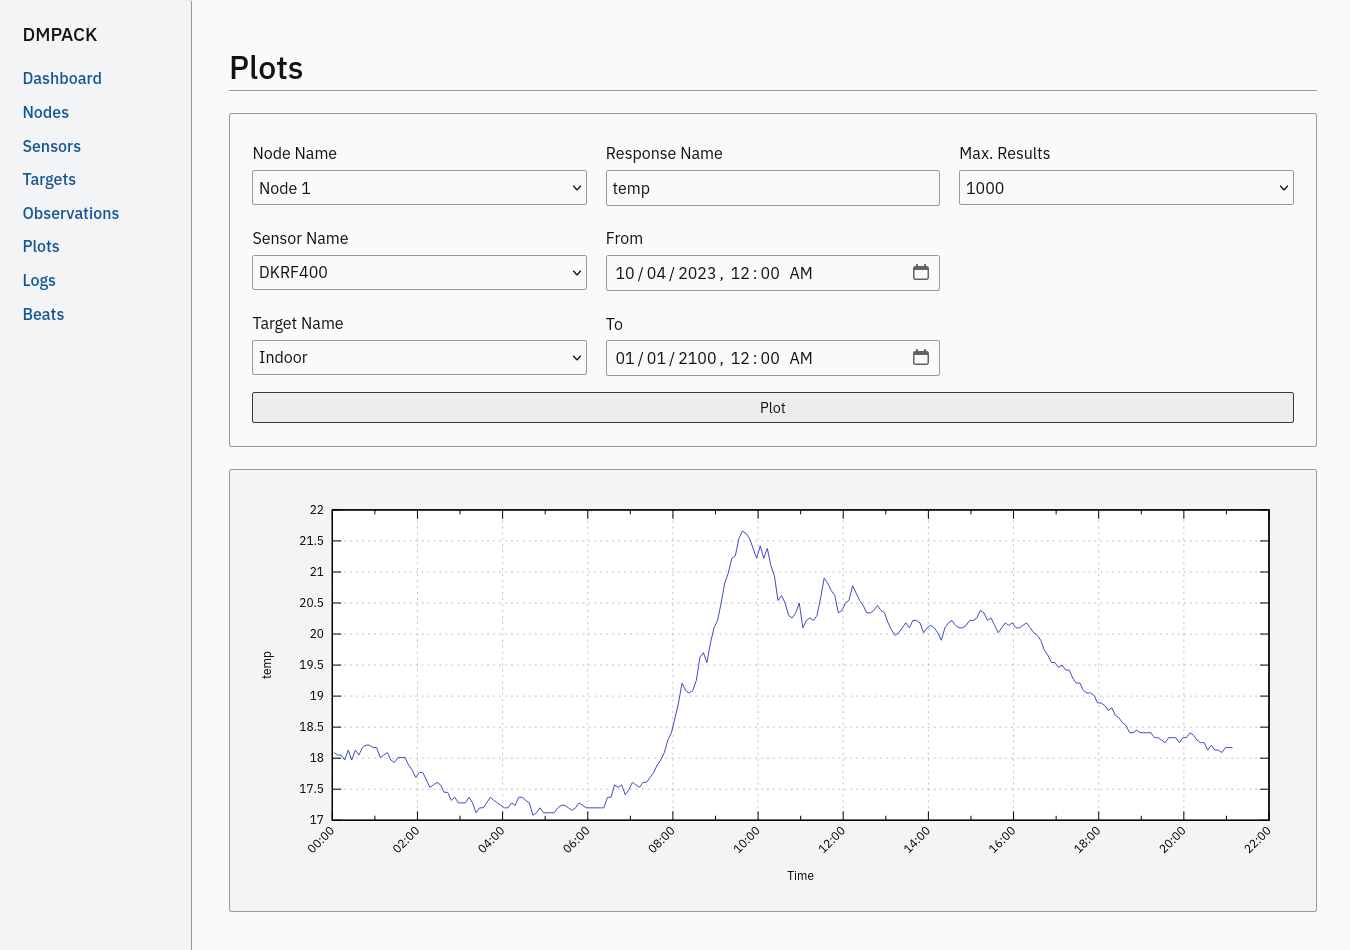 DMPACK
Dashboard
Nodes
Sensors
Targets
Observations
Plots
Logs
Beats
Plots
Node Name
Node 1
Response Name
temp
Max. Results
1000
Sensor Name
DKRF400
From
10/04/2023, 12:00 AM
Target Name
Indoor
To
01/01/2100, 12:00 AM
Plot
22
21.5
21
20.5
20
19.5
19
18.5
18
17.5
17
temp
00:00
02:00
04:00
06:00
08:00
10:00
12:00
14:00
16:00
18:00
20:00
22:00
Time